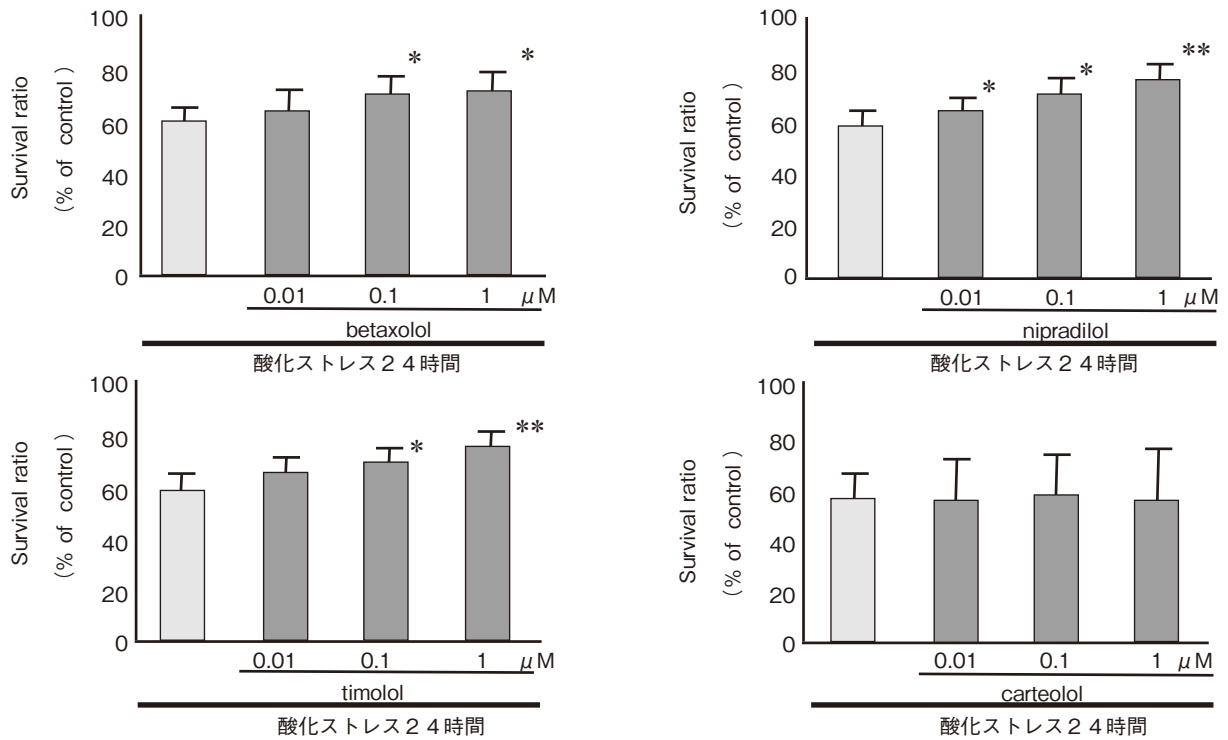 100
80
60
40
20
0
Survival ratio
(% of control)
*
*
0.01 0.1 1 μM
betaxolol
酸化ストレス24時間
100
80
60
40
20
0
Survival ratio
(% of control)
*
*
**
0.01 0.1 1 μM
nipradilol
酸化ストレス24時間
100
80
60
40
20
0
Survival ratio
(% of control)
*
**
0.01 0.1 1 μM
timolol
酸化ストレス24時間
100
80
60
40
20
0
Survival ratio
(% of control)
0.01 0.1 1 μM
carteolol
酸化ストレス24時間